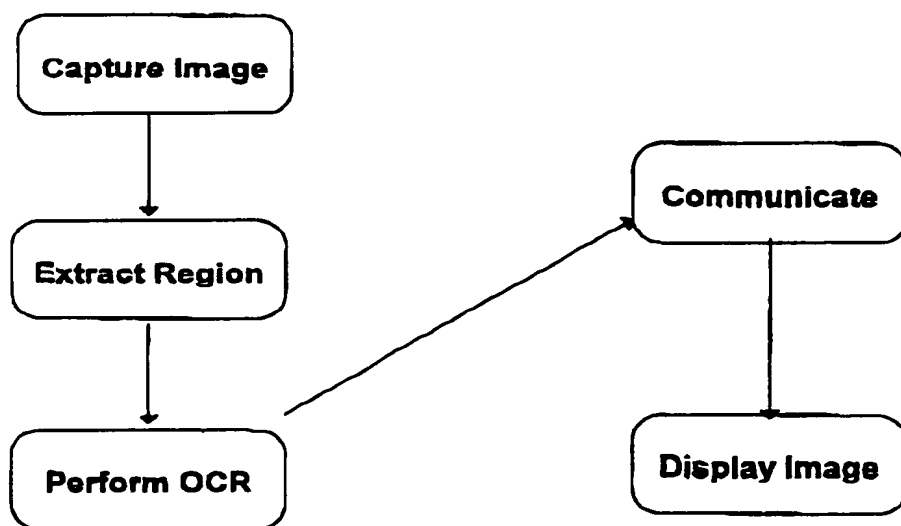 Capture Image
Extract Region
Perform OCR
Communicate
Display Image